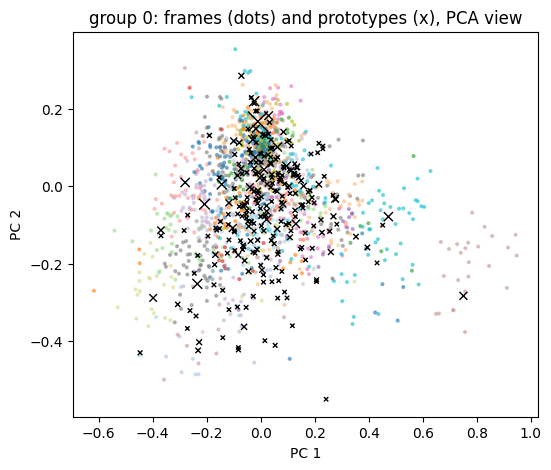 group 0: frames (dots) and prototypes (x), PCA view
0.2
0.0
−0.2
−0.4
PC 2
−0.6 −0.4 −0.2 0.0 0.2 0.4 0.6 0.8 1.0
PC 1